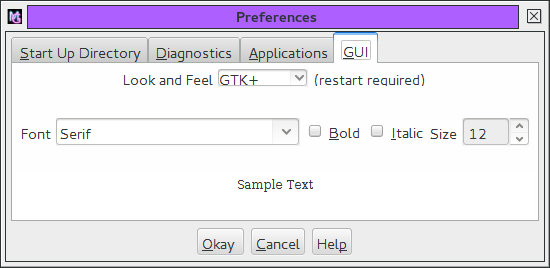 Preferences
Start Up Directory Diagnostics Applications GUI
Look and Feel GTK+ (restart required)
Font Serif Bold Italic Size 12
Sample Text
Okay Cancel Help